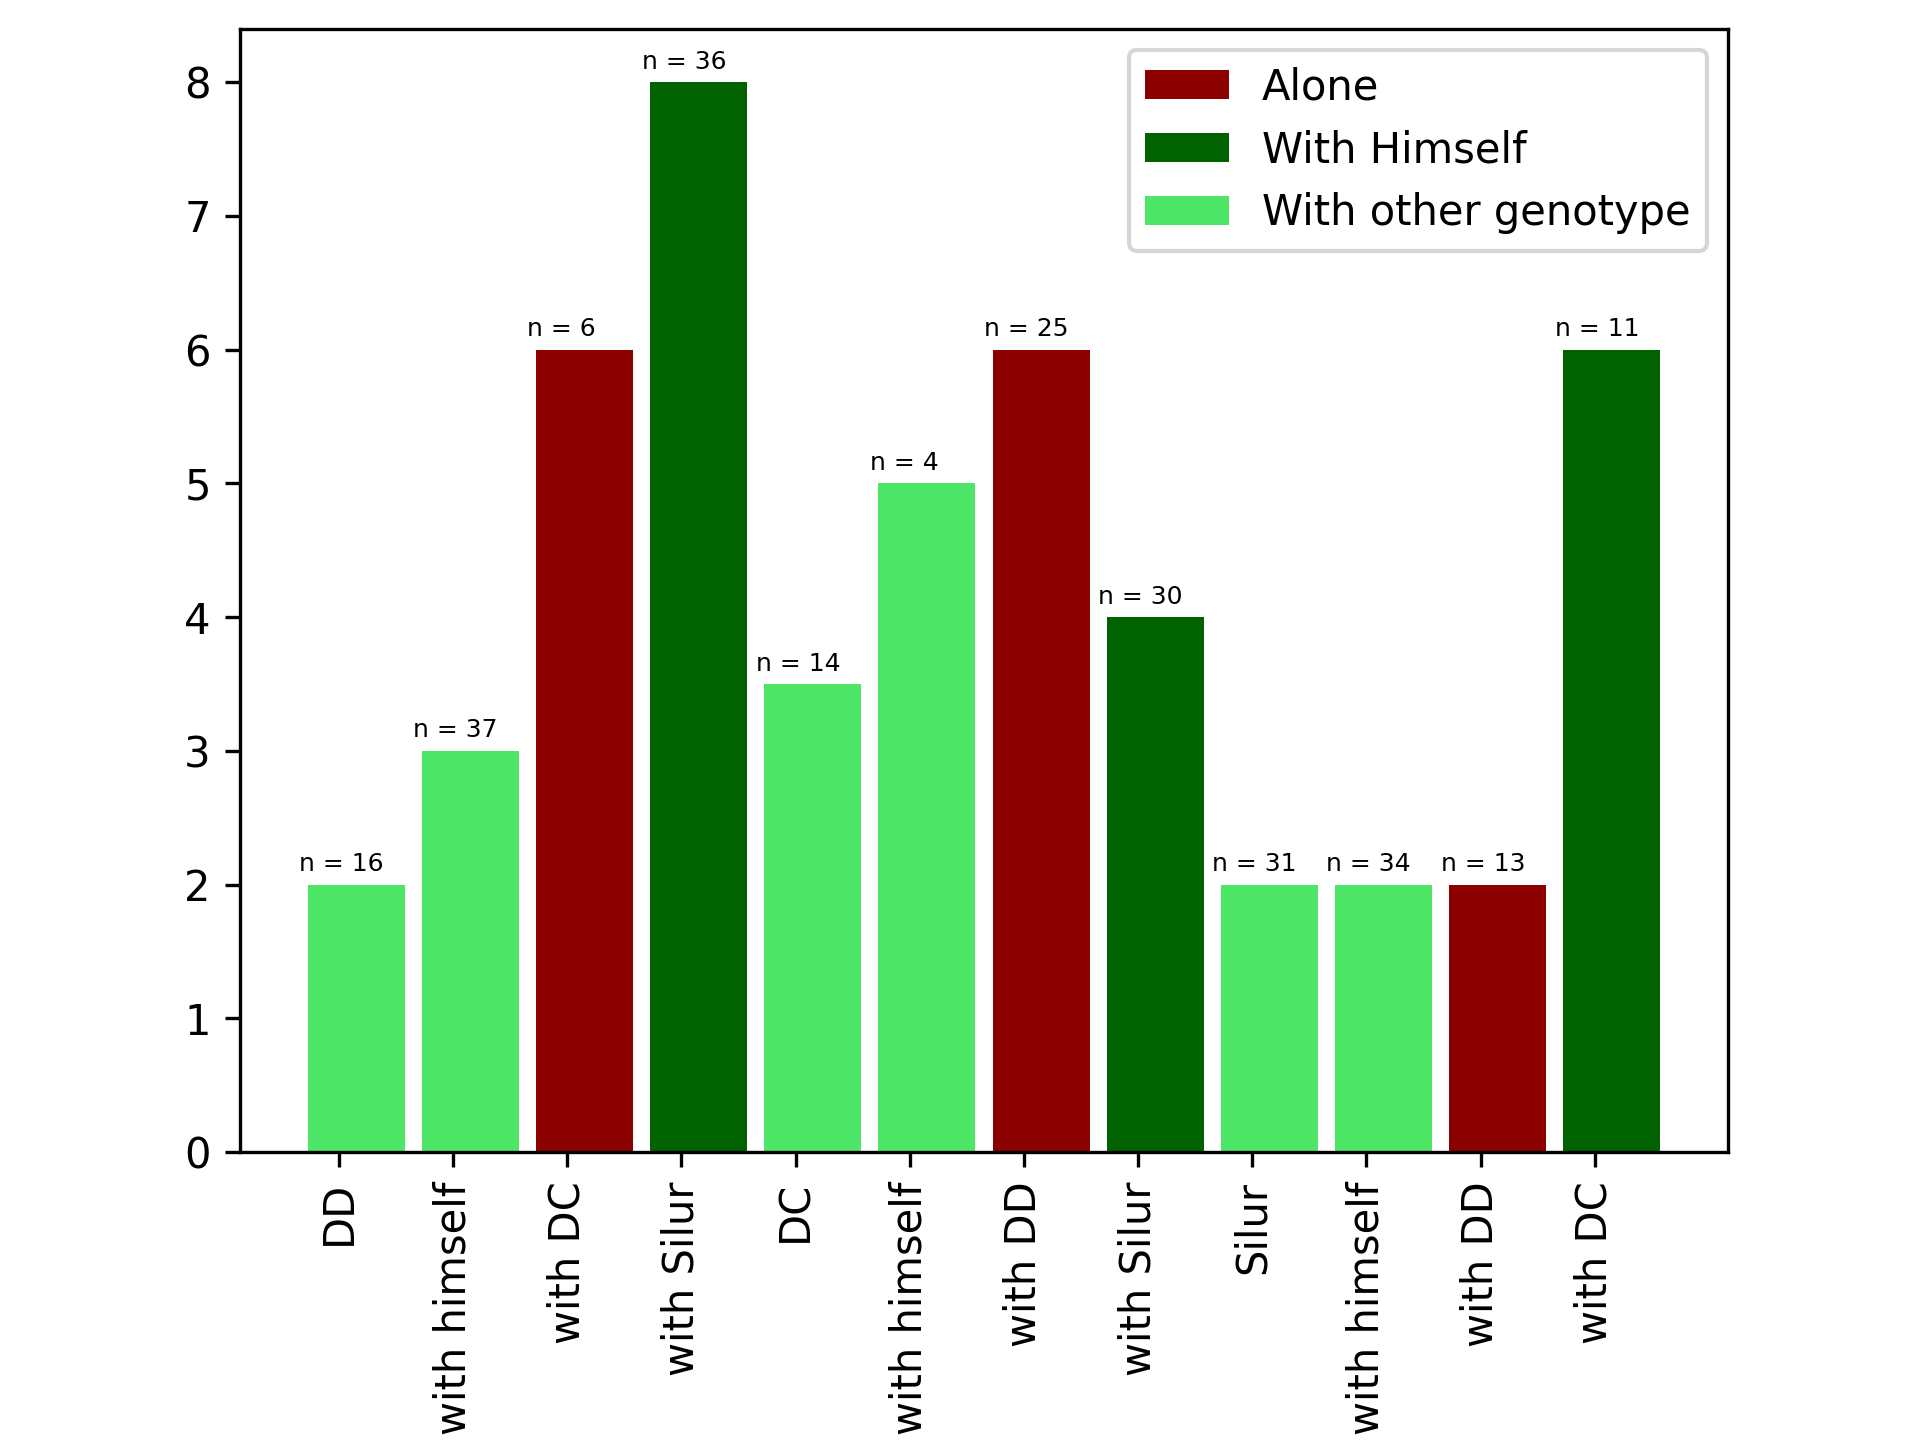 n = 36
Alone
With Himself
With other genotype
n = 6
n = 25
n = 11
n = 4
n = 30
n = 14
n = 37
n = 16
n = 31
n = 34
n = 13
8
7
6
5
4
3
2
1
0
DD
with himself
with DC
with Silur
DC
with himself
with DD
with Silur
Silur
with himself
with DD
with DC